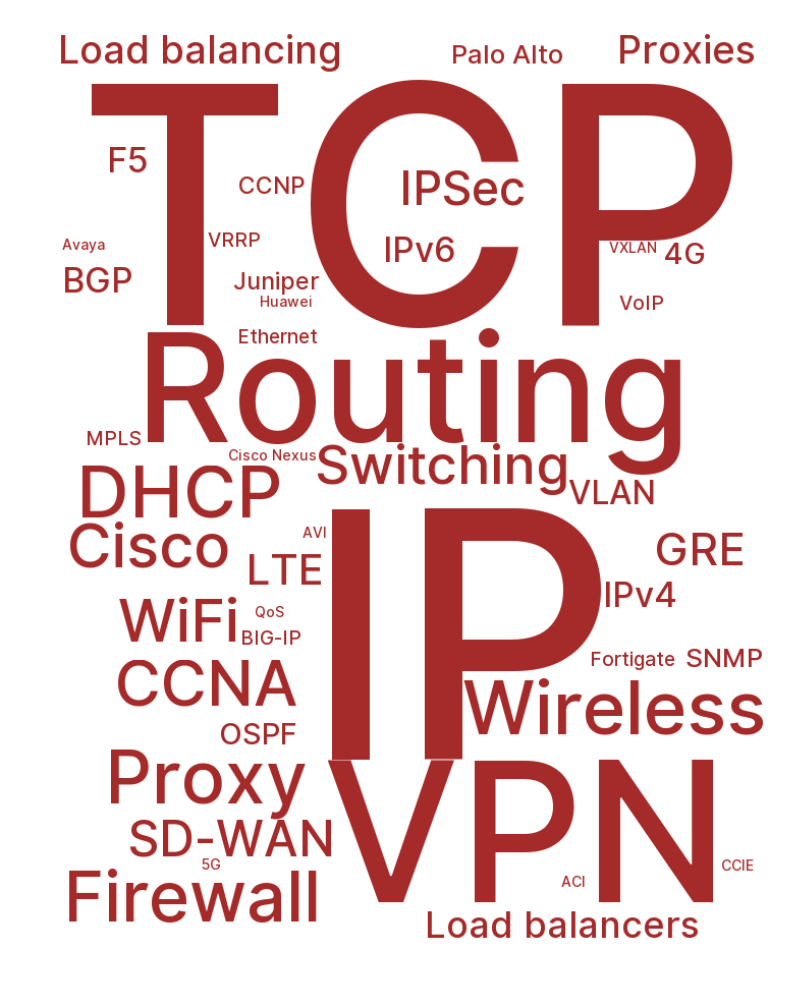 Load balancing
Palo Alto
Proxies
TCP
F5
CCNP
IPSec
VRRP
Avaya
IPv6
VXLAN
4G
BGP
Juniper
Huawei
VoIP
Ethernet
Routing
MPLS
Cisco Nexus
Switching
DHCP
VLAN
Cisco
AVI
IP
GRE
LTE
IPv4
WiFi
QoS
BIG-IP
Fortigate
SNMP
CCNA
Wireless
OSPF
Proxy
VPN
SD-WAN
5G
CCIE
Firewall
ACI
Load balancers